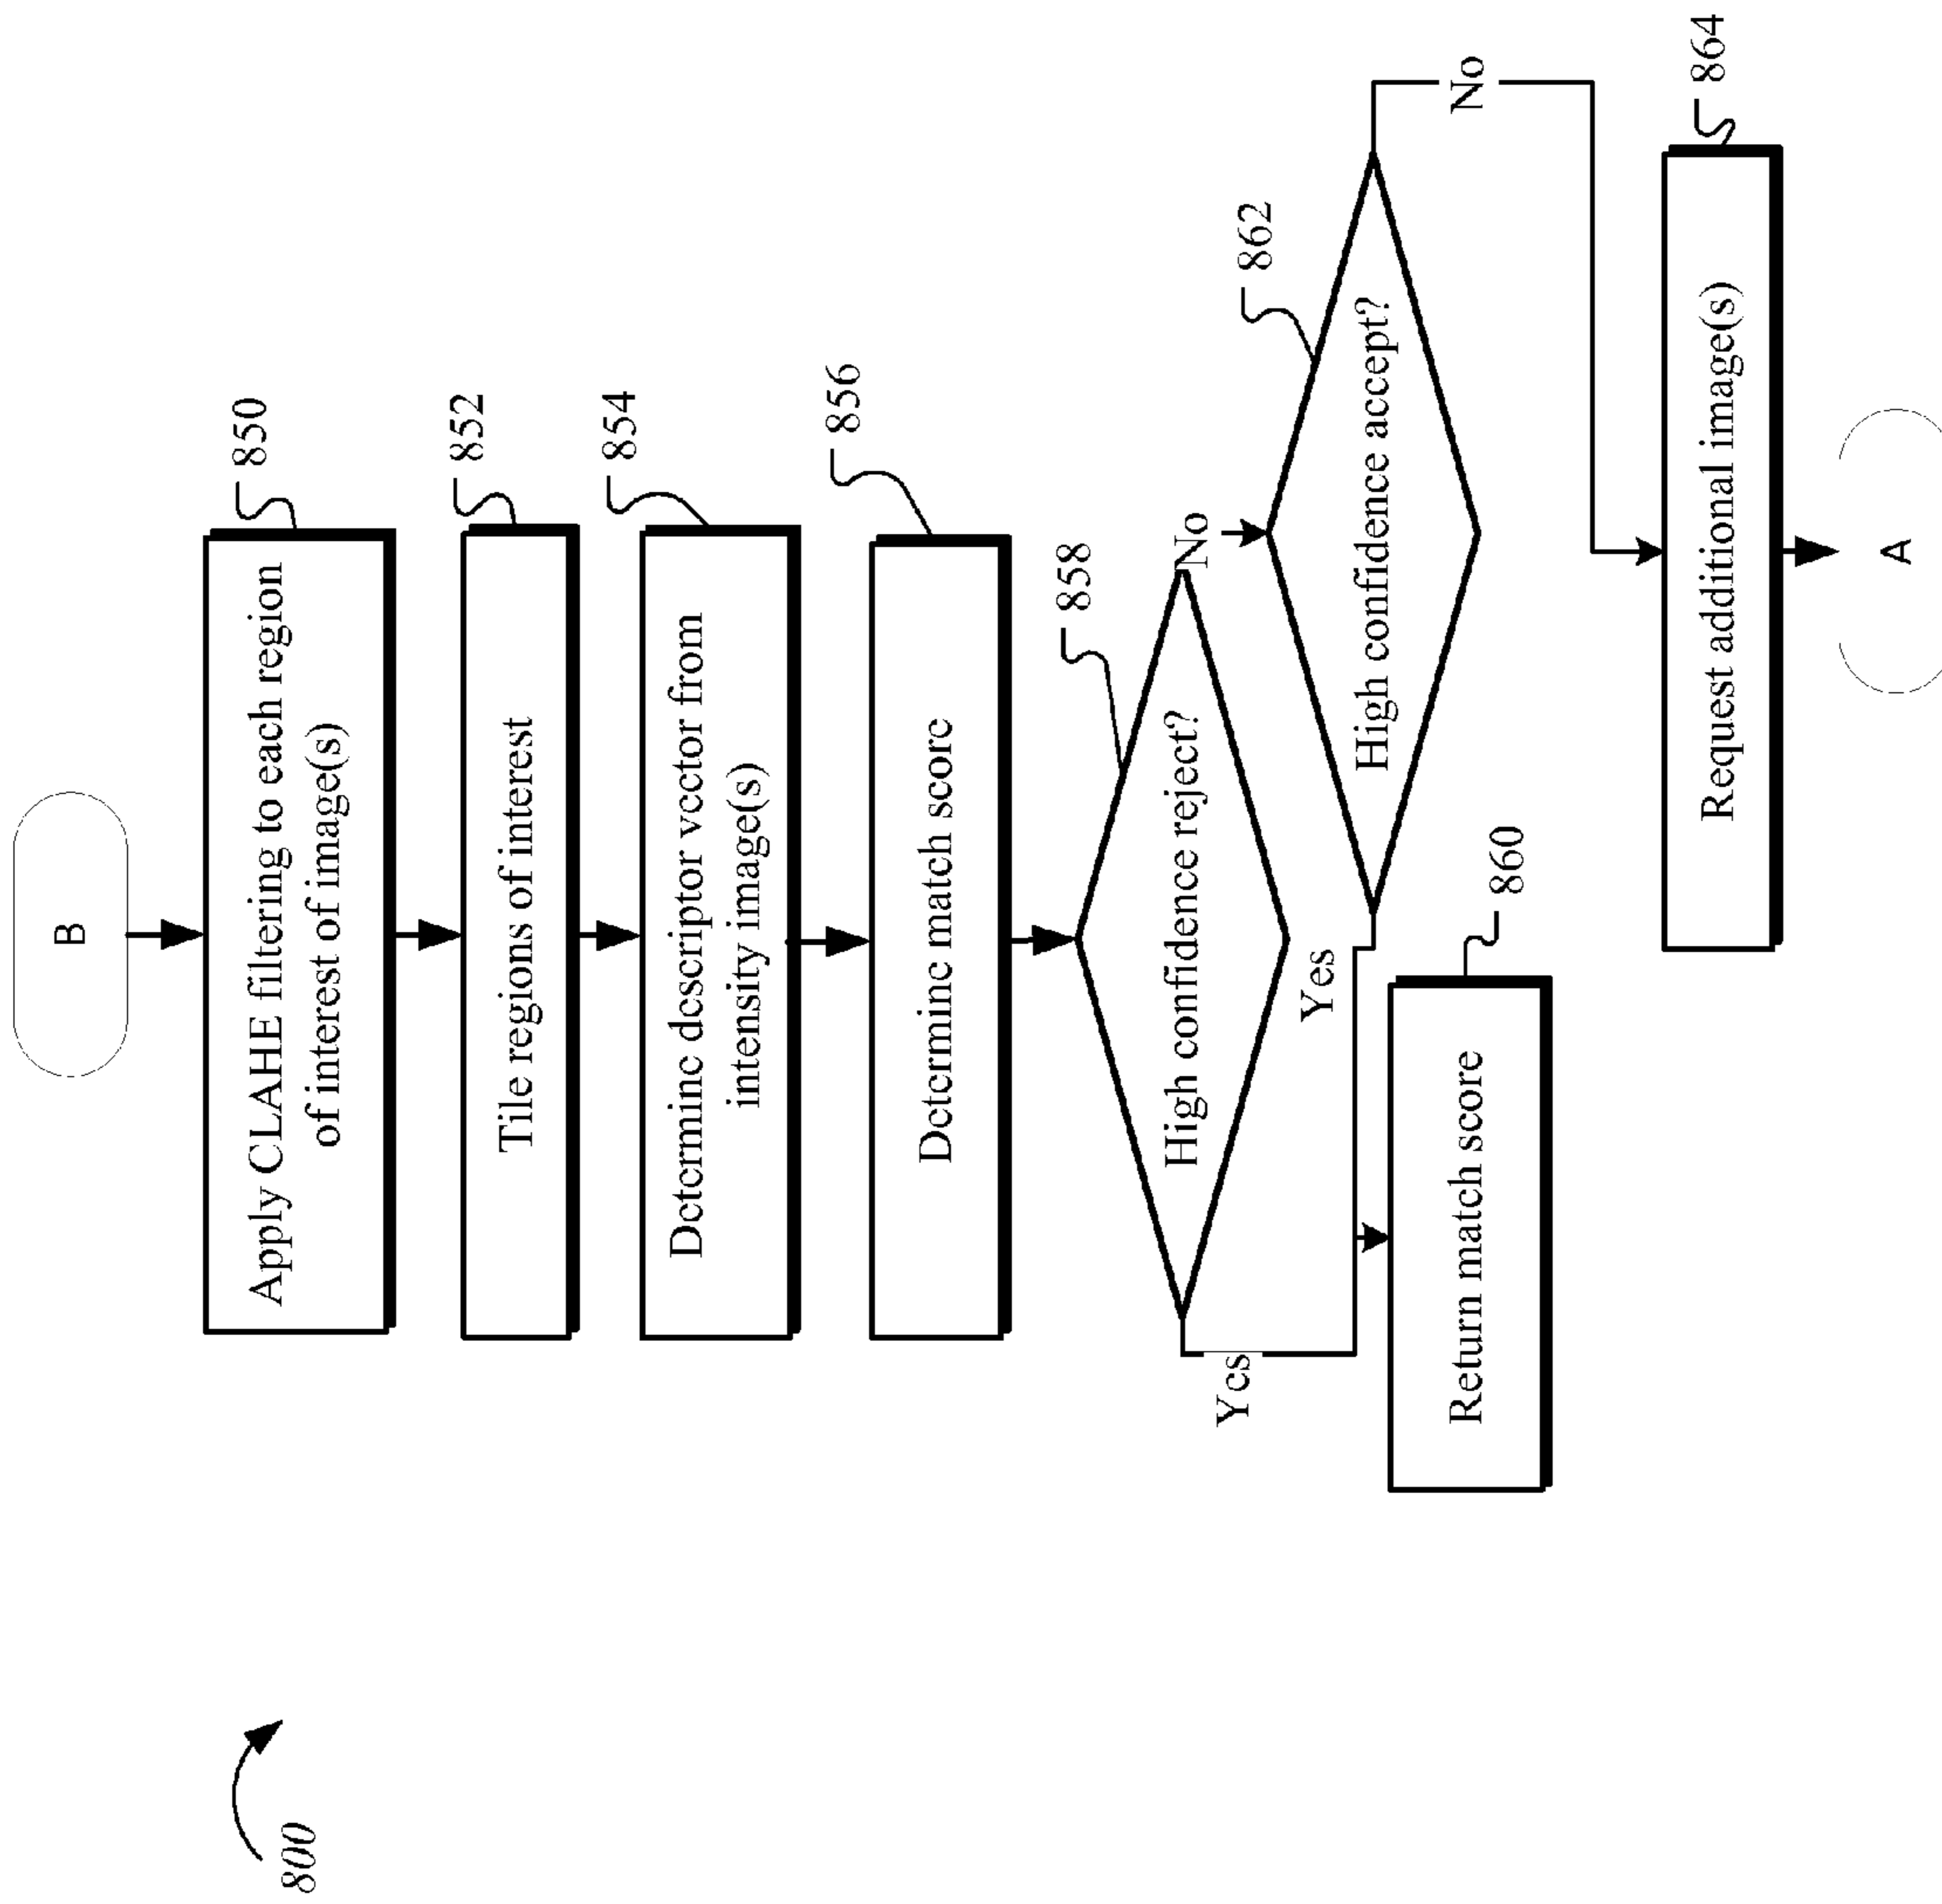 B
850
Apply CLAHE filtering to each region
of interest of image(s)
852
Tile regions of interest
854
Determine descriptor vector from
intensity image(s)
856
Determine match score
858
High confidence reject?
No
Yes
862
High confidence accept?
Yes
No
860
Return match score
864
Request additional image(s)
A
800